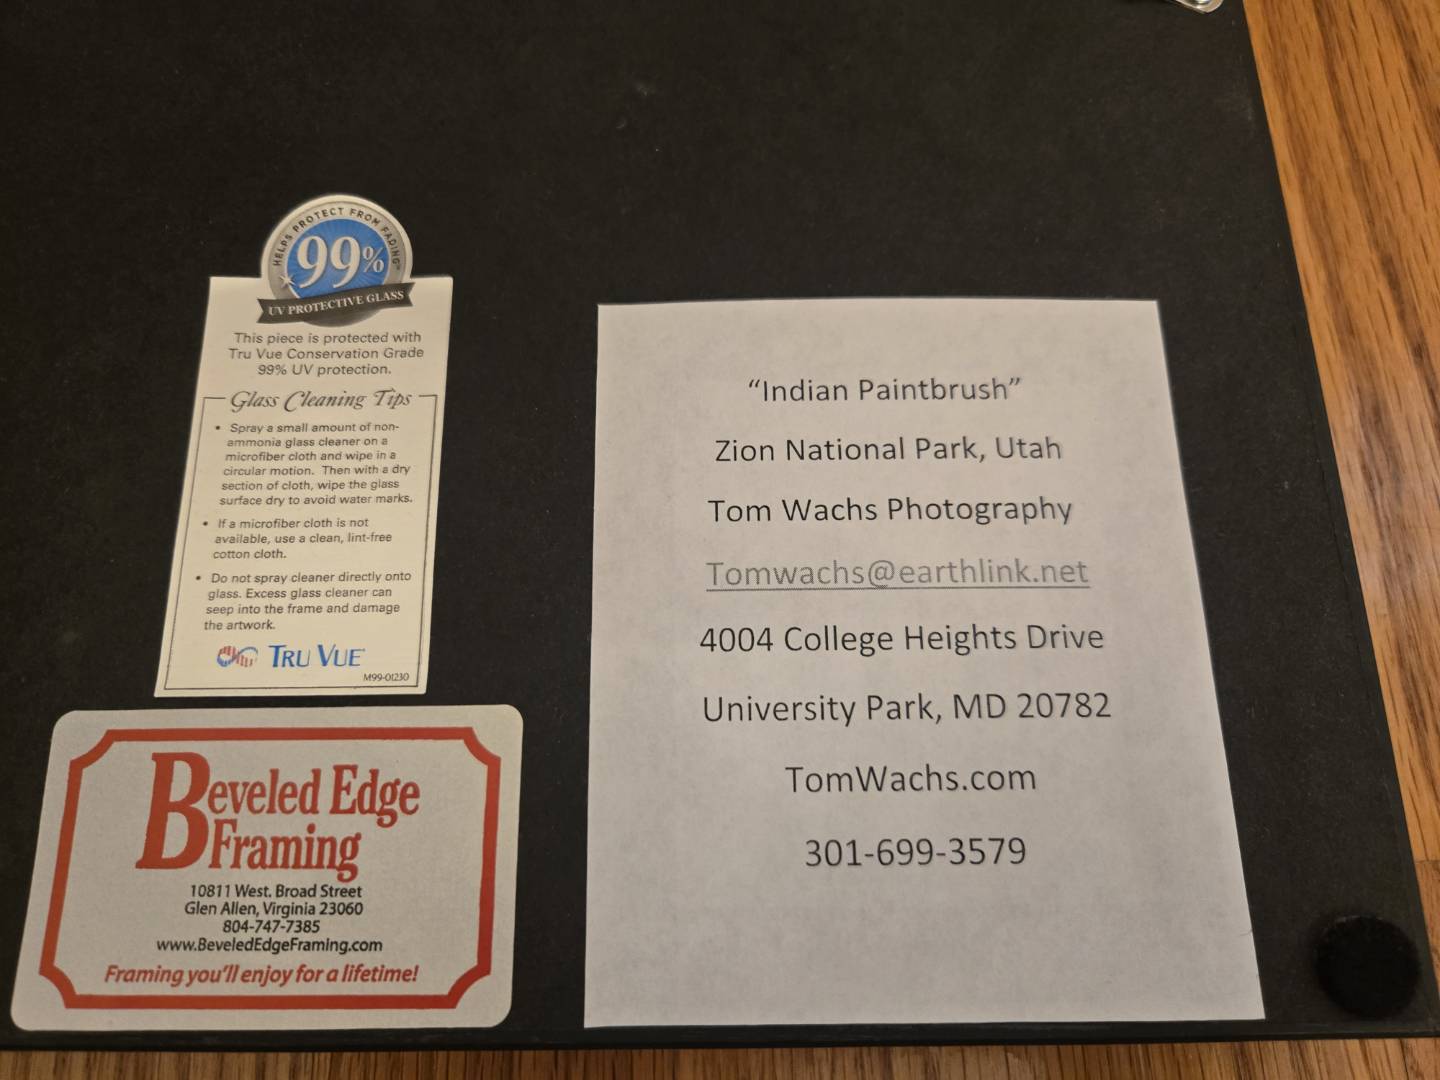 HELPS PROTECT FROM FADING™
99%
UV PROTECTIVE GLASS
This piece is protected with
Tru Vue Conservation Grade
99% UV protection.
Glass Cleaning Tips
• Spray a small amount of non-
ammonia glass cleaner on a
microfiber cloth and wipe in a
circular motion. Then with a dry
section of cloth, wipe the glass
surface dry to avoid water marks.
• If a microfiber cloth is not
available, use a clean, lint-free
cotton cloth.
• Do not spray cleaner directly onto
glass. Excess glass cleaner can
seep into the frame and damage
the artwork.
TRU VUE
M99-01230
Beveled Edge
Framing
10811 West. Broad Street
Glen Allen, Virginia 23060
804-747-7385
www.BeveledEdgeFraming.com
Framing you'll enjoy for a lifetime!
“Indian Paintbrush”
Zion National Park, Utah
Tom Wachs Photography
Tomwachs@earthlink.net
4004 College Heights Drive
University Park, MD 20782
TomWachs.com
301-699-3579